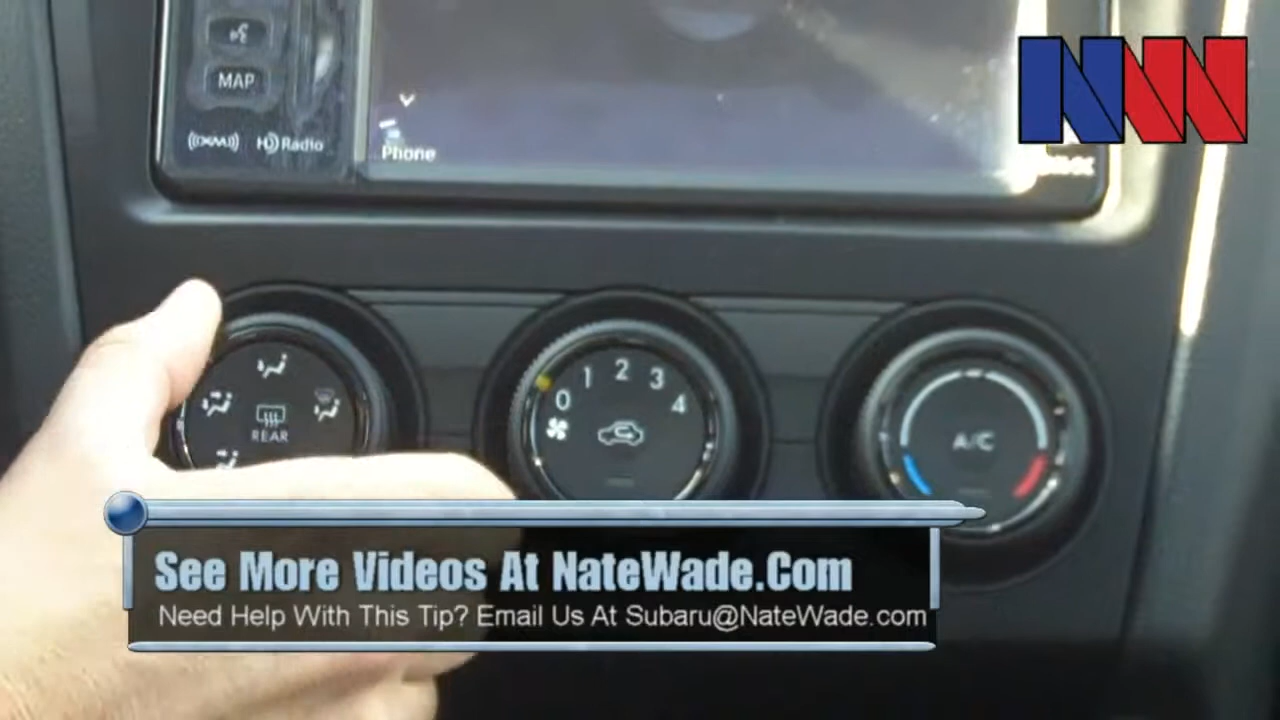 MAP
((XM)) HD Radio
Phone
0 1 2 3 4
REAR
A/C
See More Videos At NateWade.Com
Need Help With This Tip? Email Us At Subaru@NateWade.com